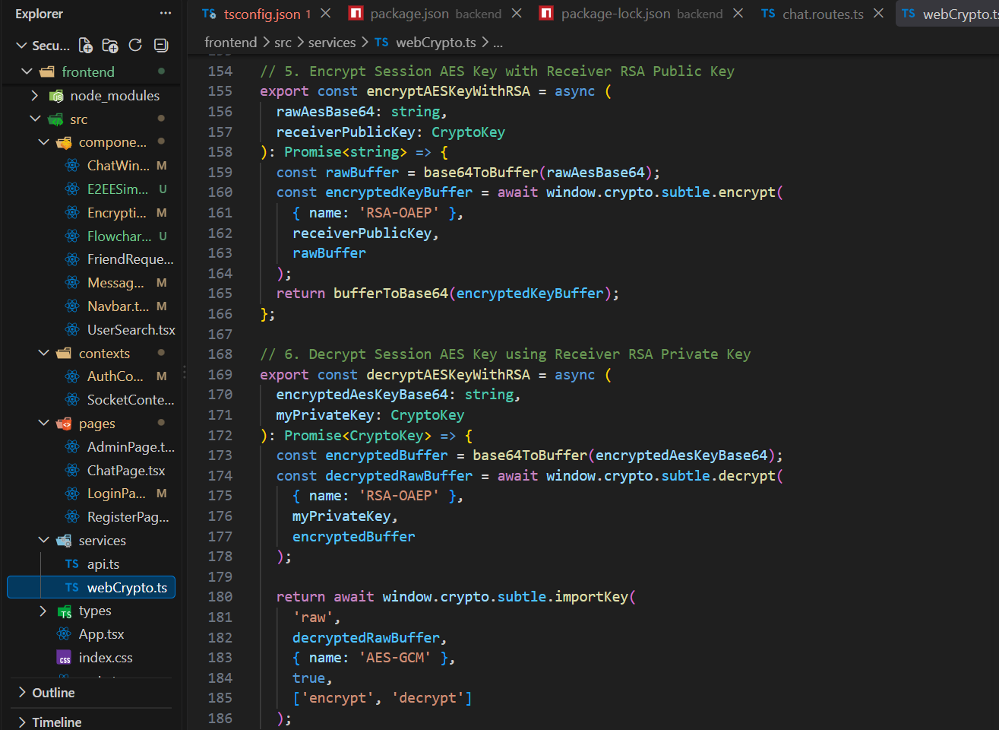 Explorer
Secu...
frontend
node_modules
src
compone...
ChatWin... M
E2EESim... U
Encrypti... M
Flowchar... U
FriendReque...
Messag... M
Navbar.t... M
UserSearch.tsx
contexts
AuthCo... M
SocketConte...
pages
AdminPage.t...
ChatPage.tsx
LoginPa... M
RegisterPag...
services
TS api.ts
TS webCrypto.ts
types
App.tsx
index.css
Outline
Timeline
TS tsconfig.json 1
package.json backend
package-lock.json backend
TS chat.routes.ts
TS webCrypto.ts
frontend > src > services > TS webCrypto.ts > ...
154 // 5. Encrypt Session AES Key with Receiver RSA Public Key
155 export const encryptAESKeyWithRSA = async (
156 rawAesBase64: string,
157 receiverPublicKey: CryptoKey
158 ): Promise<string> => {
159 const rawBuffer = base64ToBuffer(rawAesBase64);
160 const encryptedKeyBuffer = await window.crypto.subtle.encrypt(
161 { name: 'RSA-OAEP' },
162 receiverPublicKey,
163 rawBuffer
164 );
165 return bufferToBase64(encryptedKeyBuffer);
166 };
167
168 // 6. Decrypt Session AES Key using Receiver RSA Private Key
169 export const decryptAESKeyWithRSA = async (
170 encryptedAesKeyBase64: string,
171 myPrivateKey: CryptoKey
172 ): Promise<CryptoKey> => {
173 const encryptedBuffer = base64ToBuffer(encryptedAesKeyBase64);
174 const decryptedRawBuffer = await window.crypto.subtle.decrypt(
175 { name: 'RSA-OAEP' },
176 myPrivateKey,
177 encryptedBuffer
178 );
179
180 return await window.crypto.subtle.importKey(
181 'raw',
182 decryptedRawBuffer,
183 { name: 'AES-GCM' },
184 true,
185 ['encrypt', 'decrypt']
186 );